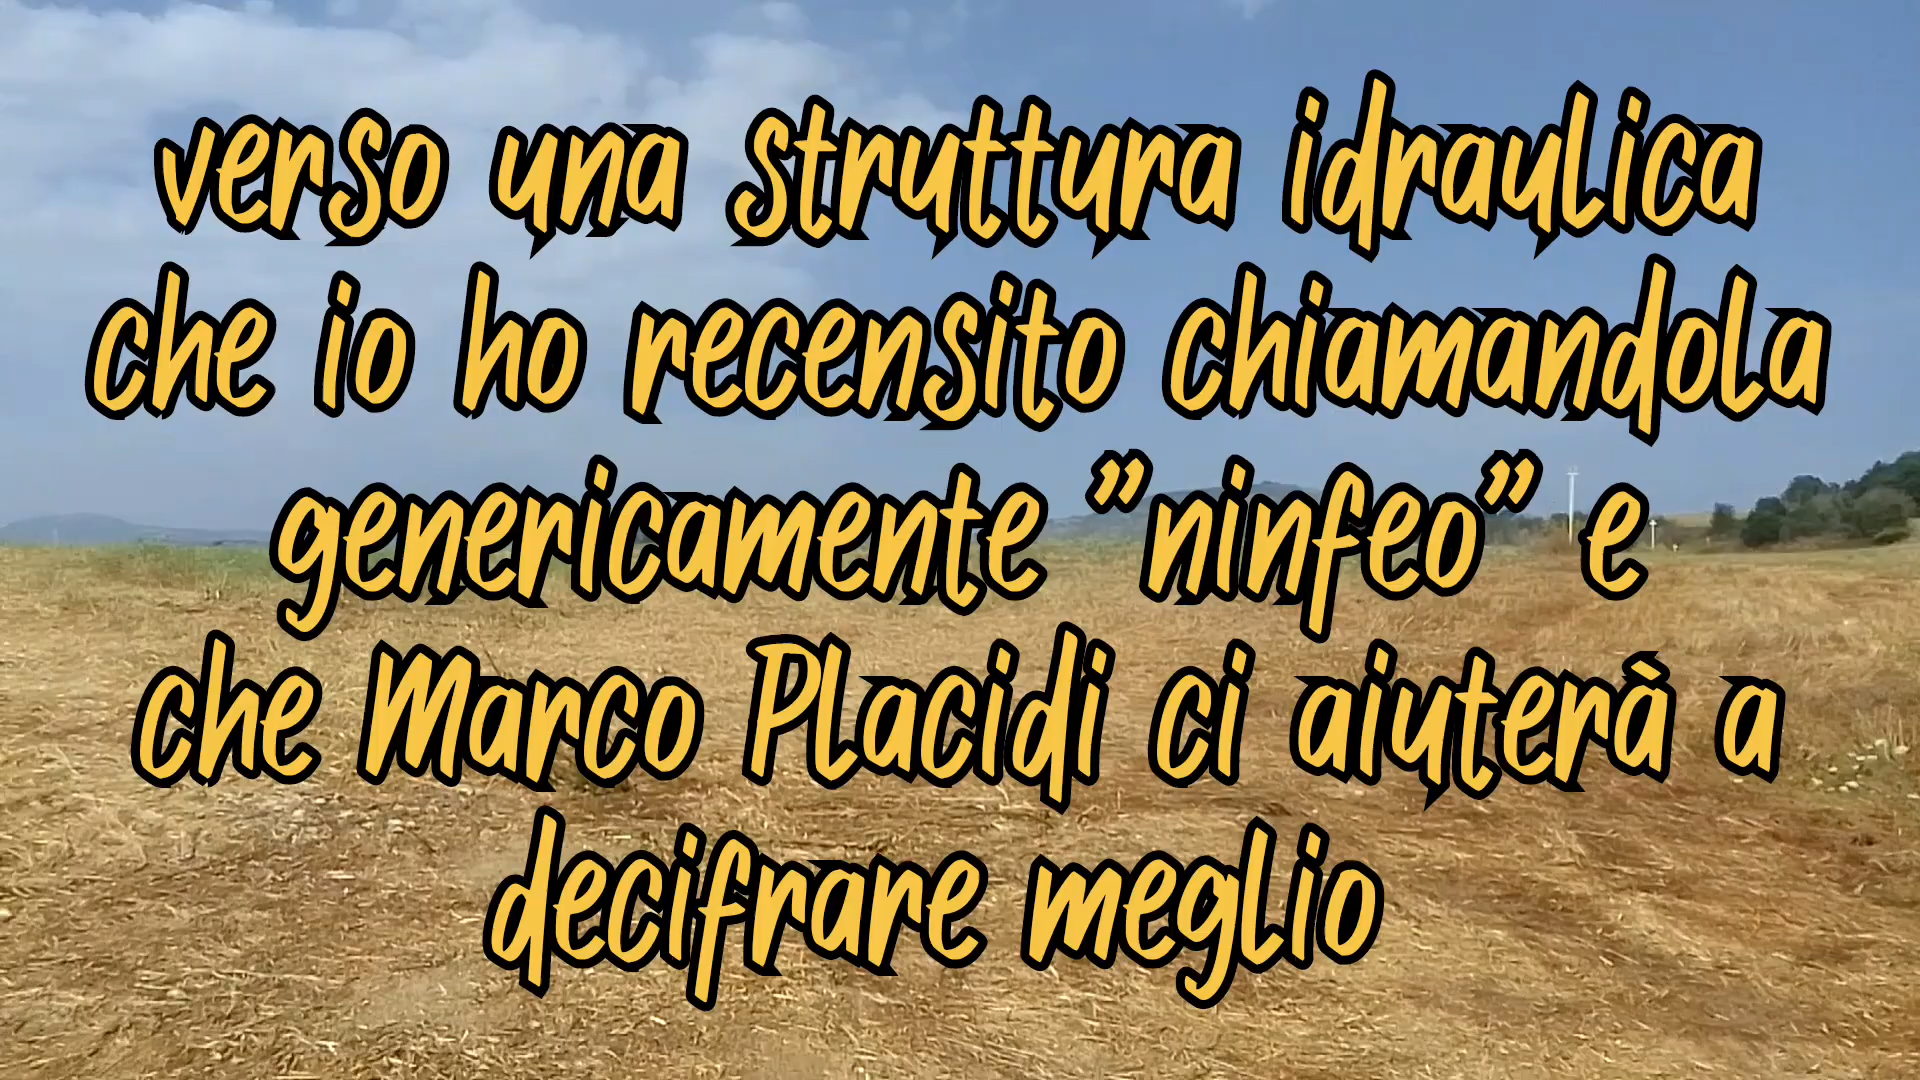 verso una struttura idraulica
che io ho recensito chiamandola
genericamente "ninfeo" e
che Marco Placidi ci aiuterà a
decifrare meglio